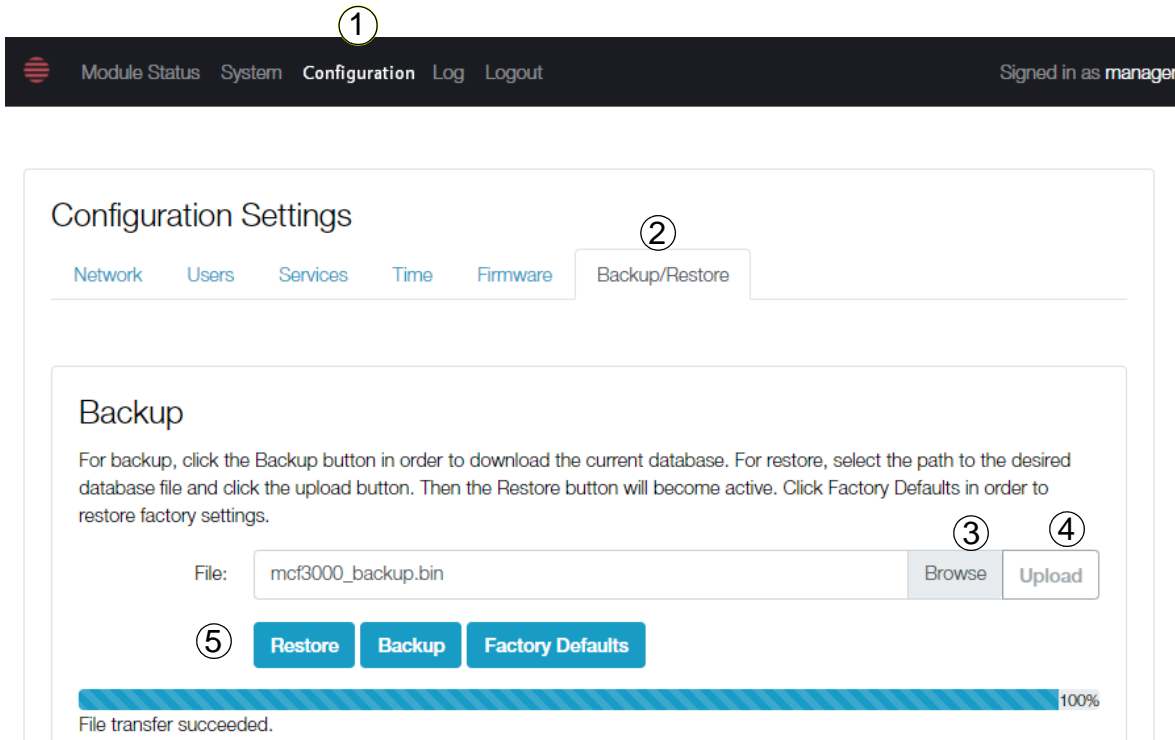 ①
Module Status System Configuration Log Logout Signed in as manager
Configuration Settings
②
Network Users Services Time Firmware Backup/Restore
Backup
For backup, click the Backup button in order to download the current database. For restore, select the path to the desired
database file and click the upload button. Then the Restore button will become active. Click Factory Defaults in order to
restore factory settings.
③ ④
File: mcf3000_backup.bin Browse Upload
⑤ Restore Backup Factory Defaults
100%
File transfer succeeded.